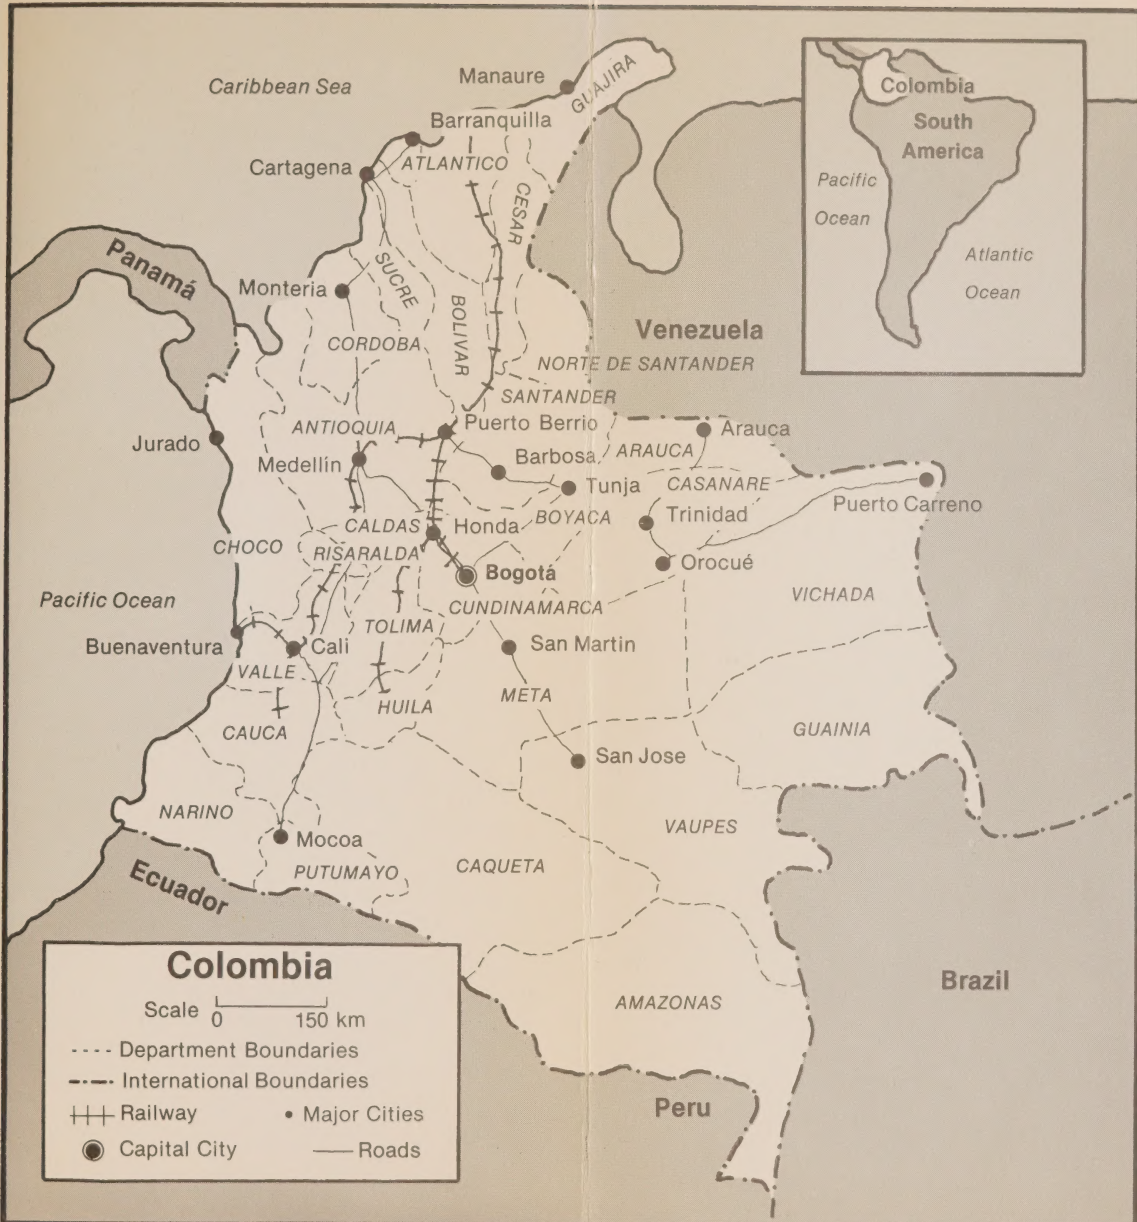 Caribbean Sea
Manaure
GUAJIRA
Barranquilla
Cartagena
ATLANTICO
CESAR
Panamá
SUCRE
Monteria
BOLIVAR
CORDOBA
Venezuela
NORTE DE SANTANDER
SANTANDER
ANTIOQUIA
Puerto Berrio
Jurado
Arauca
ARAUCA
Medellín
Barbosa
Tunja
CASANARE
Puerto Carreno
CALDAS
Honda
BOYACA
Trinidad
CHOCO
RISARALDA
Orocué
Bogotá
Pacific Ocean
CUNDINAMARCA
VICHADA
TOLIMA
Buenaventura
Cali
San Martin
VALLE
META
HUILA
CAUCA
GUAINIA
San Jose
NARINO
VAUPES
Mocoa
PUTUMAYO
CAQUETA
Ecuador
AMAZONAS
Brazil
Peru
Colombia
South
America
Pacific
Ocean
Atlantic
Ocean
Colombia
Scale 0 150 km
Department Boundaries
International Boundaries
Railway
Major Cities
Capital City
Roads